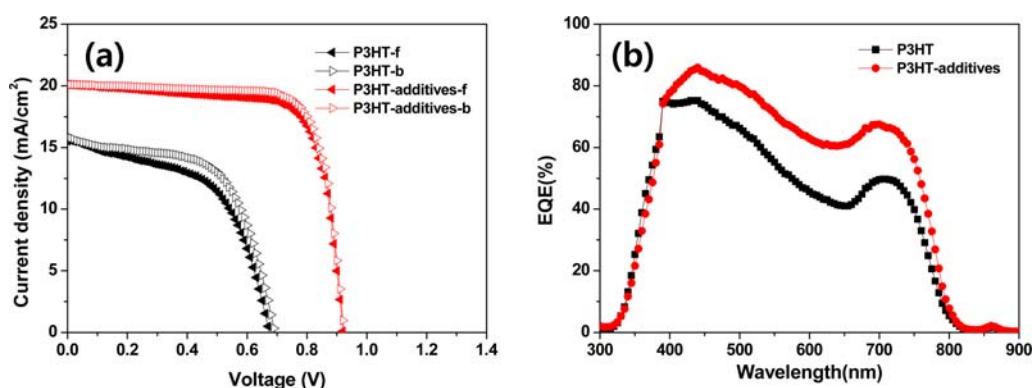 (a)
P3HT-f
P3HT-b
P3HT-additives-f
P3HT-additives-b
Current density (mA/cm²)
25
20
15
10
5
0
0.0 0.2 0.4 0.6 0.8 1.0 1.2 1.4
Voltage (V)
(b)
P3HT
P3HT-additives
EQE(%)
100
80
60
40
20
0
300 400 500 600 700 800 900
Wavelength(nm)